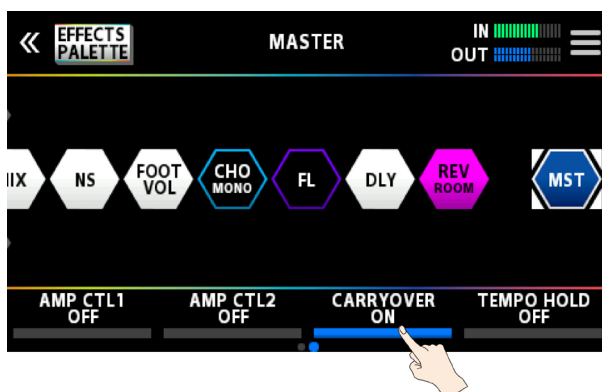 EFFECTS
PALETTE
MASTER
IN
OUT
IX
NS
FOOT
VOL
CHO
MONO
FL
DLY
REV
ROOM
MST
AMP CTL1
OFF
AMP CTL2
OFF
CARRYOVER
ON
TEMPO HOLD
OFF